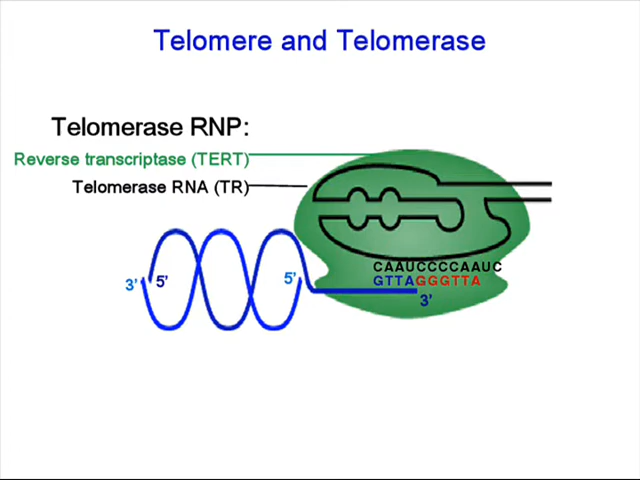 Telomere and Telomerase
Telomerase RNP:
Reverse transcriptase (TERT)
Telomerase RNA (TR)
CAAUCCCCAAUC
GTTAGGGTTA
3’ 5’ 5’
3’